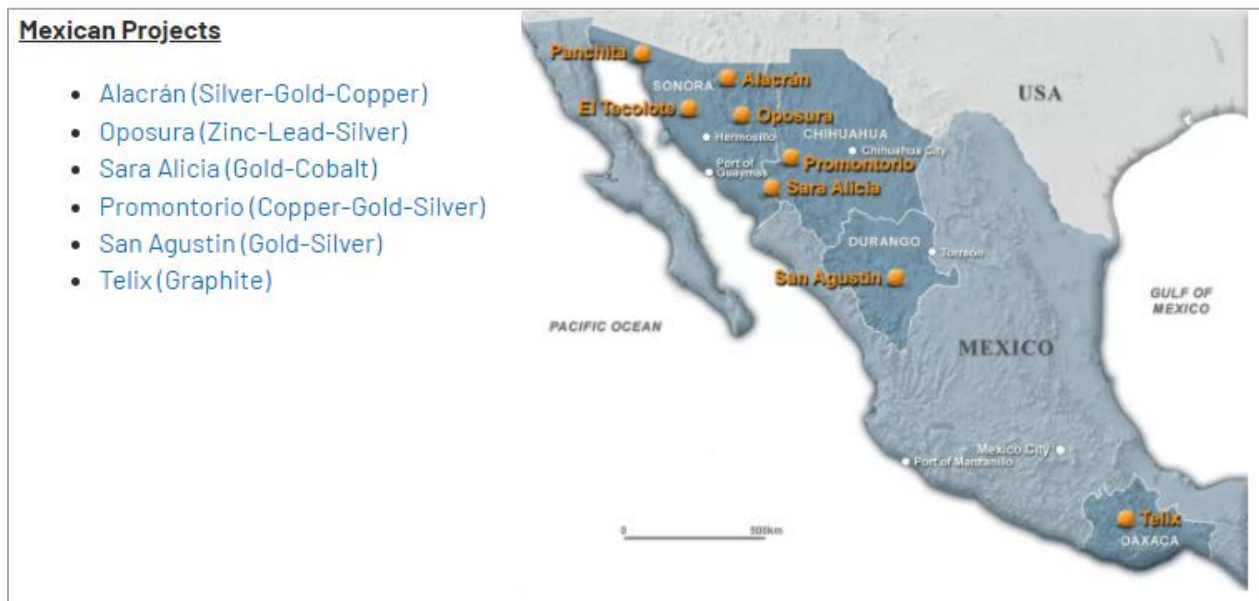 Mexican Projects
Alacrán (Silver-Gold-Copper)
Oposura (Zinc-Lead-Silver)
Sara Alicia (Gold-Cobalt)
Promontorio (Copper-Gold-Silver)
San Agustin (Gold-Silver)
Telix (Graphite)
Panchita
SONORA
Alacrán
USA
El Tecolote
Oposura
Hermosillo
CHIHUAHUA
Chihuahua City
Port of
Guaymas
Promontorio
Sara Alicia
DURANGO
Torreón
San Agustin
GULF OF
MEXICO
PACIFIC OCEAN
MEXICO
Mexico City
Port of Manzanillo
Telix
OAXACA
0 500km